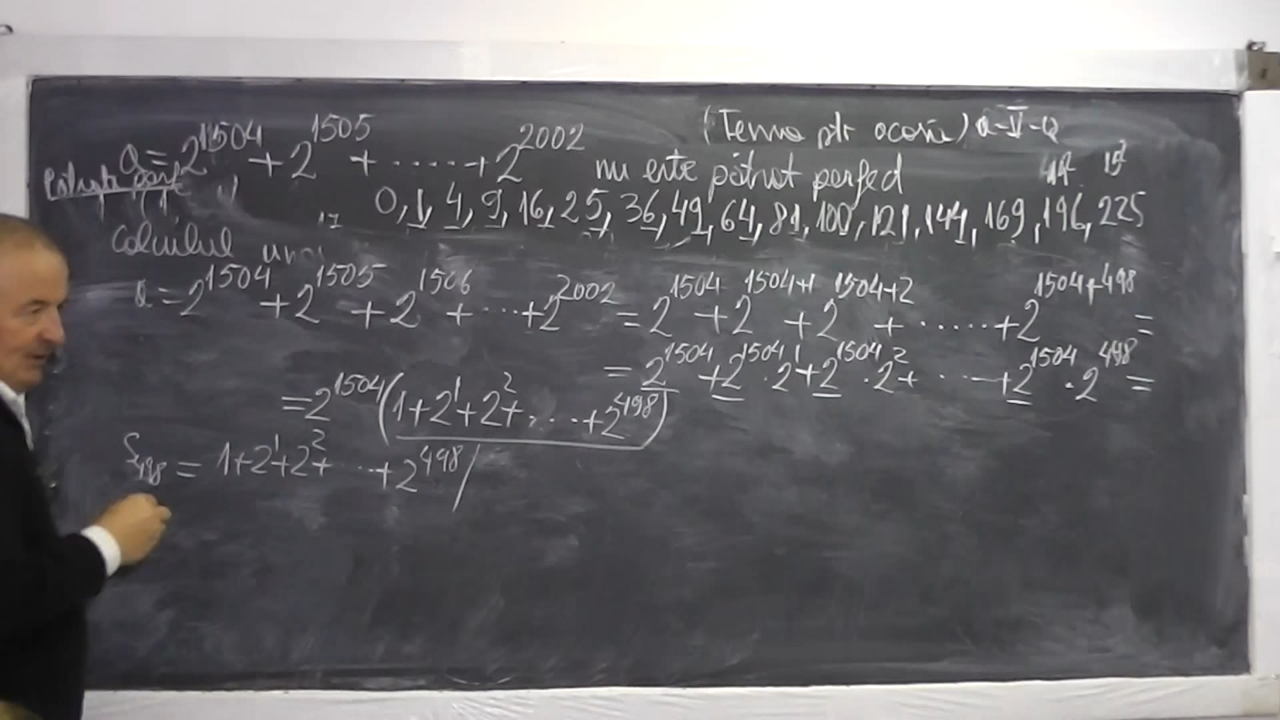 (Tema ptr acasă) a-V-a
a=2^1504+2^1505+......+2^2002 nu este pătrat perfect
0,1,4,9,16,25,36,49,64,81,100,121,144,169,196,225
calculul
a=2^1504+2^1505+2^1506+...+2^2002=2^1504+2^1504+1+2^1504+2+......+2^1504+498=
=2^1504+2^1504·2^1+2^1504·2^2+...+2^1504·2^498=
=2^1504(1+2^1+2^2+...+2^498)
S_498=1+2^1+2^2+...+2^498/